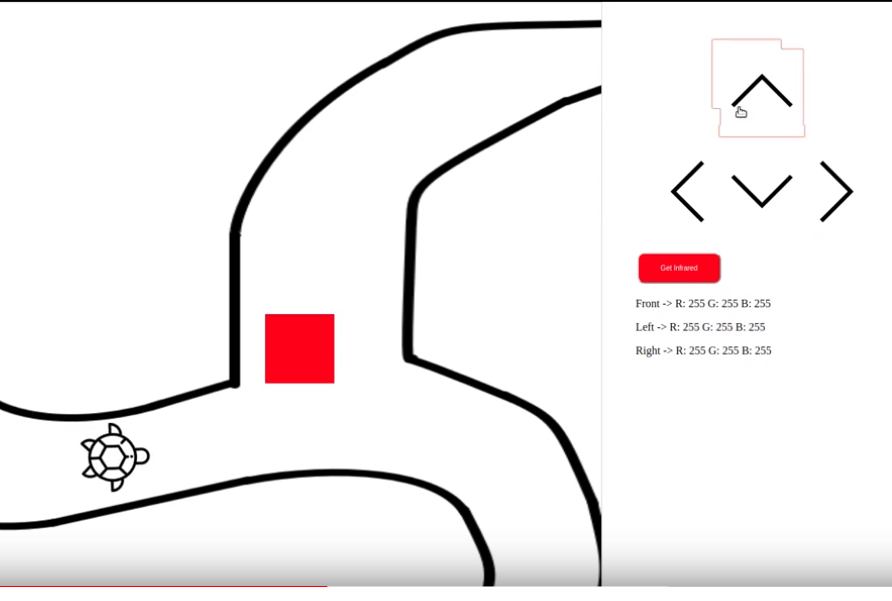 Get Infrared
Front -> R: 255 G: 255 B: 255
Left -> R: 255 G: 255 B: 255
Right -> R: 255 G: 255 B: 255